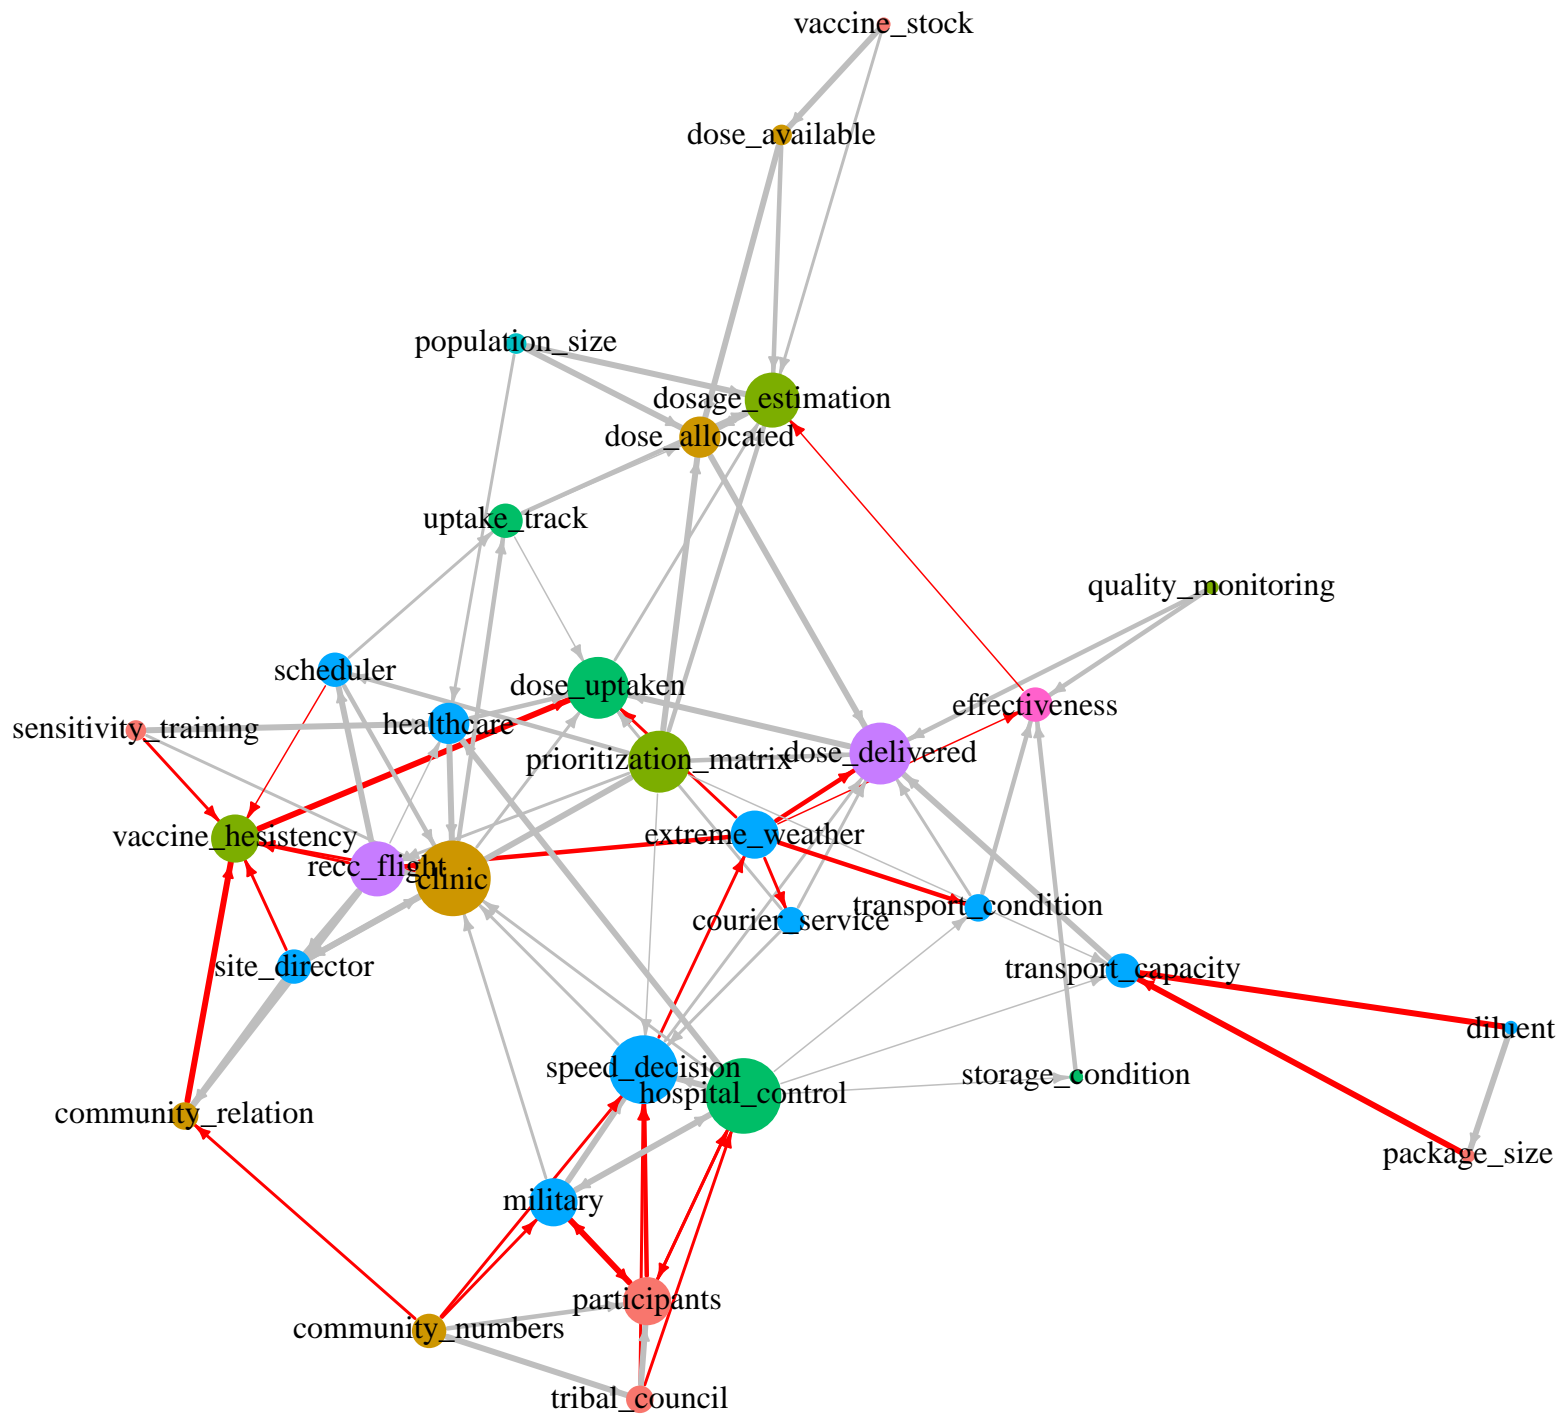 vaccine_stock
dose_available
population_size
dosage_estimation
dose_allocated
uptake_track
quality_monitoring
scheduler
dose_uptaken
effectiveness
sensitivity_training
healthcare
prioritization_matrix
dose_delivered
vaccine_hesistency
extreme_weather
recc_flight
clinic
transport_condition
courier_service
site_director
transport_capacity
diluent
speed_decision
storage_condition
hospital_control
community_relation
package_size
military
participants
community_numbers
tribal_council